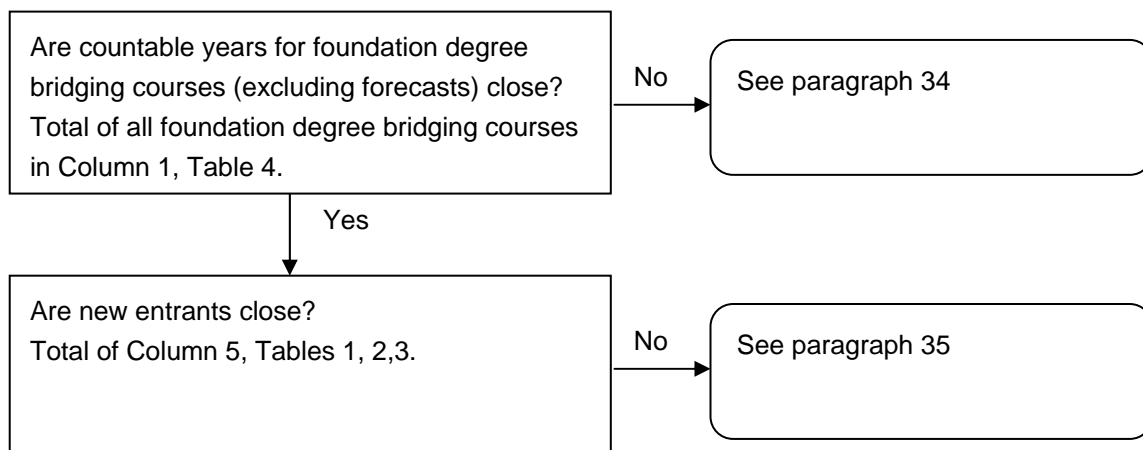 Are countable years for foundation degree
bridging courses (excluding forecasts) close?
Total of all foundation degree bridging courses
in Column 1, Table 4.
No
See paragraph 34
Yes
Are new entrants close?
Total of Column 5, Tables 1, 2,3.
No
See paragraph 35